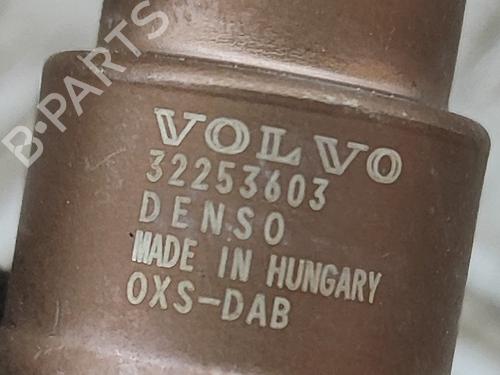 B-PARTS
VOLVO
32253603
DENSO
MADE IN HUNGARY
OXS-DAB